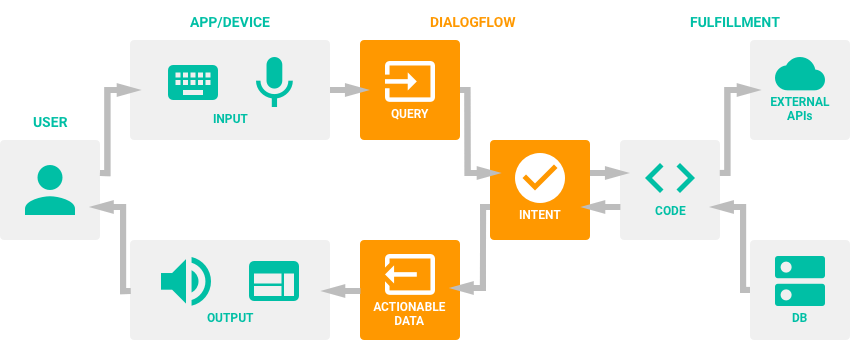 APP/DEVICE
DIALOGFLOW
FULFILLMENT
USER
INPUT
QUERY
EXTERNAL
APIs
INTENT
CODE
OUTPUT
ACTIONABLE
DATA
DB